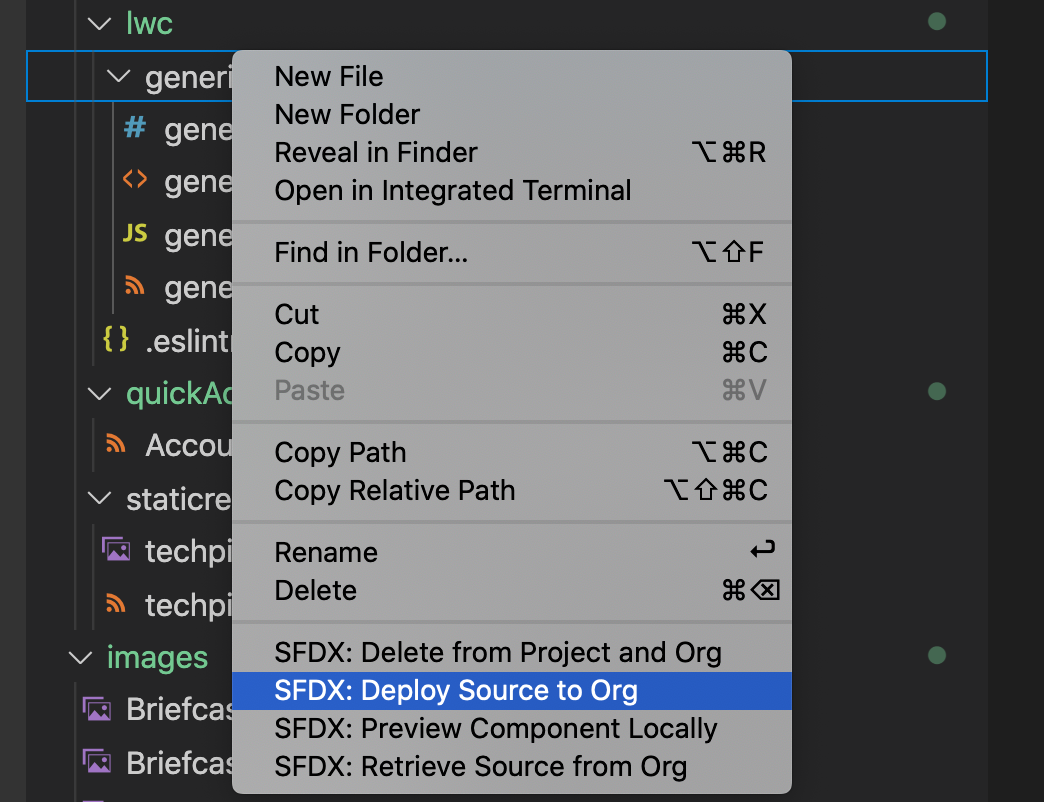 lwc
generi
New File
New Folder
# gene
Reveal in Finder ⌥⌘R
<> gene
Open in Integrated Terminal
JS gene
Find in Folder... ⌥⇧F
gene
Cut ⌘X
{} .eslintr
Copy ⌘C
quickAc
Paste ⌘V
Accou
Copy Path ⌥⌘C
staticre
Copy Relative Path ⌥⇧⌘C
techpi
Rename ↩
Delete ⌘⌫
techpi
images
SFDX: Delete from Project and Org
SFDX: Deploy Source to Org
Briefcas
SFDX: Preview Component Locally
Briefcas
SFDX: Retrieve Source from Org